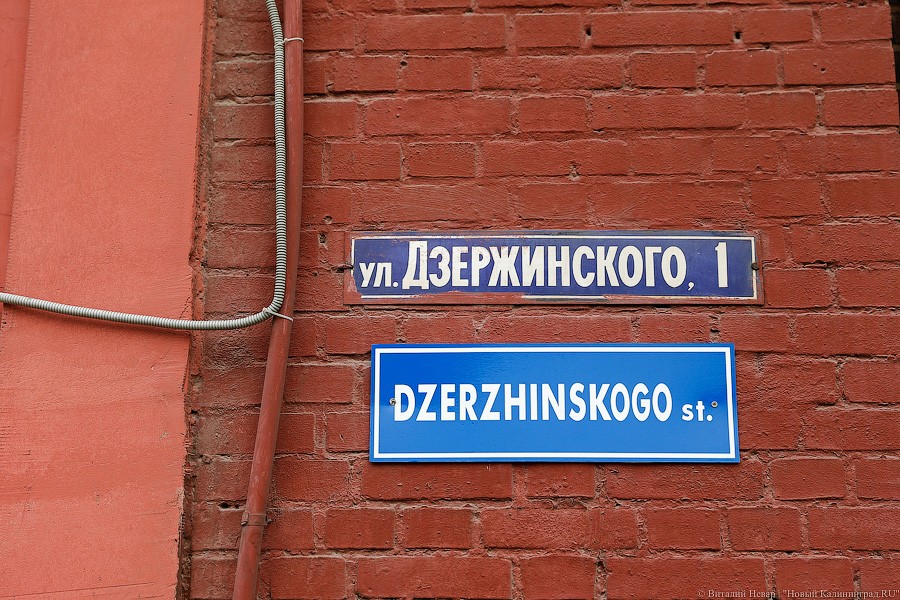 ул. ДЗЕРЖИНСКОГО, 1
DZERZHINSKOGO st.
© Виталий Невар / "Новый Калининград.RU"